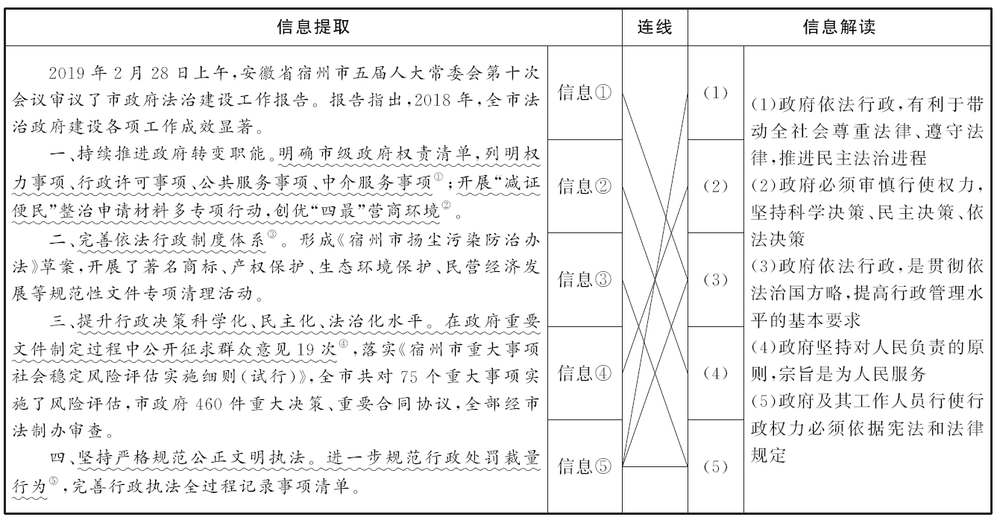 信息提取 连线 信息解读
2019年2月28日上午,安徽省宿州市五届人大常委会第十次
会议审议了市政府法治建设工作报告。报告指出,2018年,全市法
治政府建设各项工作成效显著。
一、持续推进政府转变职能。明确市级政府权责清单,列明权
力事项、行政许可事项、公共服务事项、中介服务事项①;开展“减证
便民”整治申请材料多专项行动,创优“四最”营商环境②。
二、完善依法行政制度体系③。形成《宿州市扬尘污染防治办
法》草案,开展了著名商标、产权保护、生态环境保护、民营经济发
展等规范性文件专项清理活动。
三、提升行政决策科学化、民主化、法治化水平。在政府重要
文件制定过程中公开征求群众意见19次④,落实《宿州市重大事项
社会稳定风险评估实施细则(试行)》,全市共对75个重大事项实
施了风险评估,市政府460件重大决策、重要合同协议,全部经市
法制办审查。
四、坚持严格规范公正文明执法。进一步规范行政处罚裁量
行为⑤,完善行政执法全过程记录事项清单。
信息①
信息②
信息③
信息④
信息⑤
(1)
(2)
(3)
(4)
(5)
(1)政府依法行政,有利于带
动全社会尊重法律、遵守法
律,推进民主法治进程
(2)政府必须审慎行使权力,
坚持科学决策、民主决策、依
法决策
(3)政府依法行政,是贯彻依
法治国方略,提高行政管理水
平的基本要求
(4)政府坚持对人民负责的原
则,宗旨是为人民服务
(5)政府及其工作人员行使行
政权力必须依据宪法和法律
规定